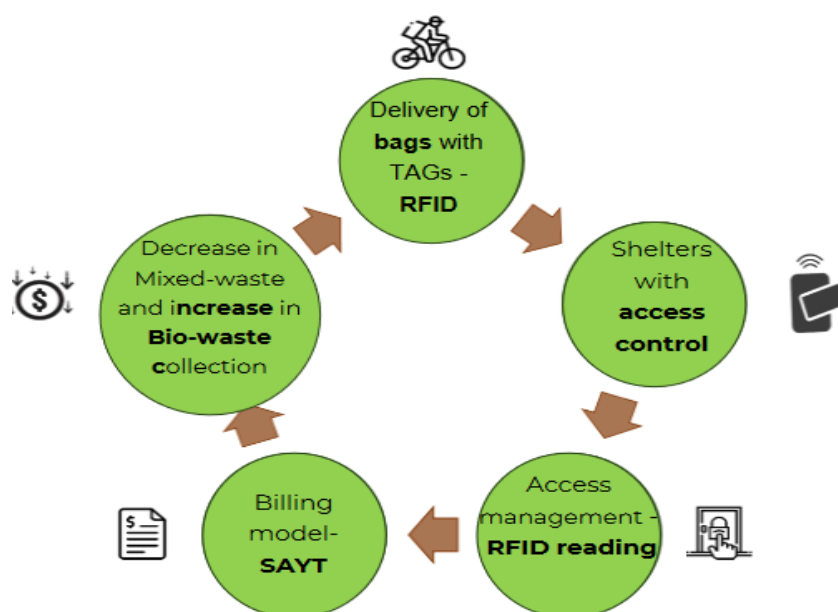 Delivery of
bags with
TAGs -
RFID
Shelters
with
access
control
Access
management -
RFID reading
Billing
model-
SAYT
Decrease in
Mixed-waste
and increase in
Bio-waste
collection
$
$